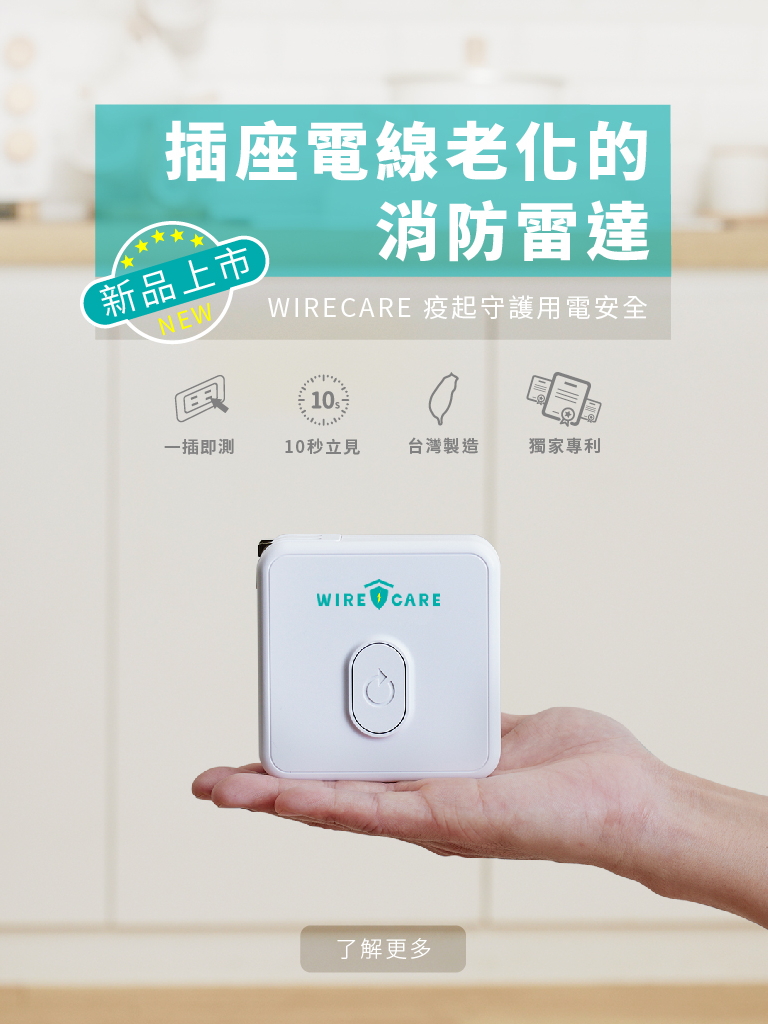 插座電線老化的
消防雷達
新品上市
NEW
WIRECARE 疫起守護用電安全
10s
一插即測
10秒立見
台灣製造
獨家專利
WIRE CARE
了解更多